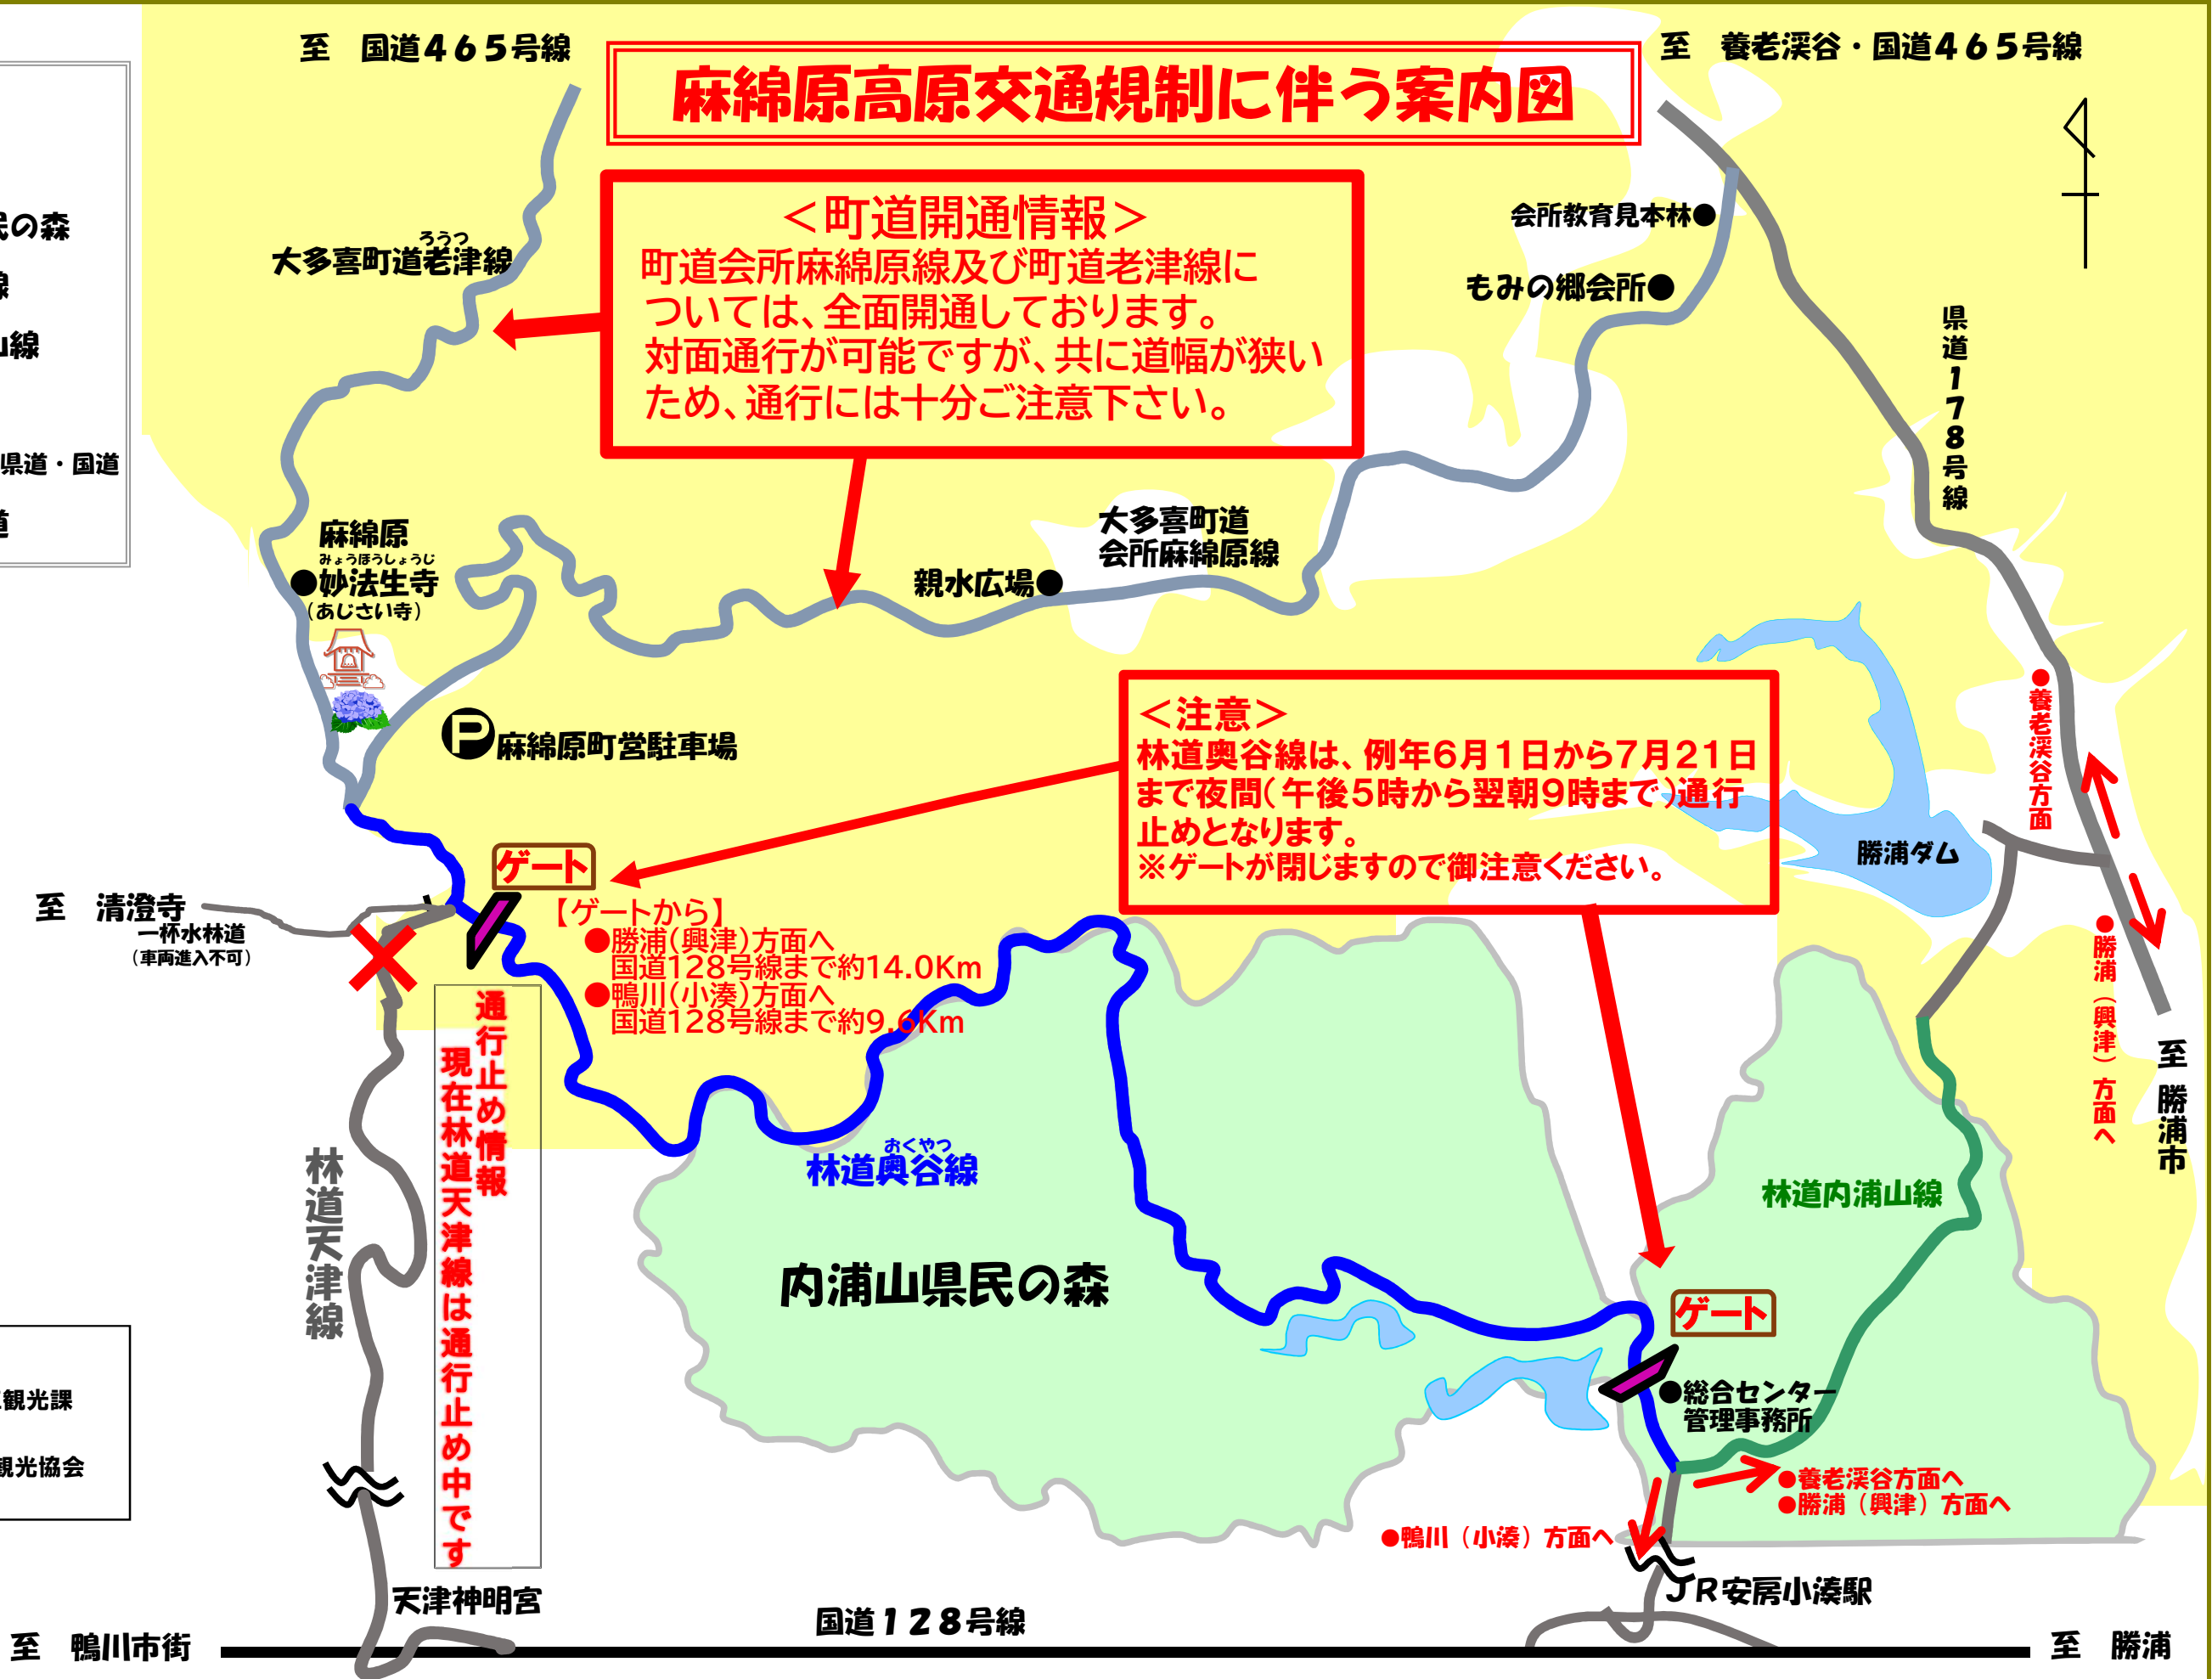 麻綿原高原交通規制に伴う案内図
至 国道465号線
至 養老渓谷・国道465号線
<町道開通情報>
町道会所麻綿原線及び町道老津線に
ついては、全面開通しております。
対面通行が可能ですが、共に道幅が狭い
ため、通行には十分ご注意下さい。
ろうつ
大多喜町道老津線
会所教育見本林●
もみの郷会所●
県道178号線
民の森
線
山線
県道・国道
道
麻綿原
みょうほうしょうじ
●妙法生寺
(あじさい寺)
大多喜町道
会所麻綿原線
親水広場●
P
麻綿原町営駐車場
<注意>
林道奥谷線は、例年6月1日から7月21日
まで夜間(午後5時から翌朝9時まで)通行
止めとなります。
※ゲートが閉じますので御注意ください。
●養老渓谷方面
勝浦ダム
●勝浦(興津)方面へ
至 勝浦市
ゲート
【ゲートから】
●勝浦(興津)方面へ
国道128号線まで約14.0Km
●鴨川(小湊)方面へ
国道128号線まで約9.6Km
至 清澄寺
一杯水林道
(車両進入不可)
通行止め情報
現在林道天津線は通行止め中です
林道天津線
おくやつ
林道奥谷線
内浦山県民の森
林道内浦山線
ゲート
●総合センター
管理事務所
●養老渓谷方面へ
●勝浦(興津)方面へ
●鴨川(小湊)方面へ
観光課
観光協会
天津神明宮
JR安房小湊駅
国道128号線
至 鴨川市街
至 勝浦